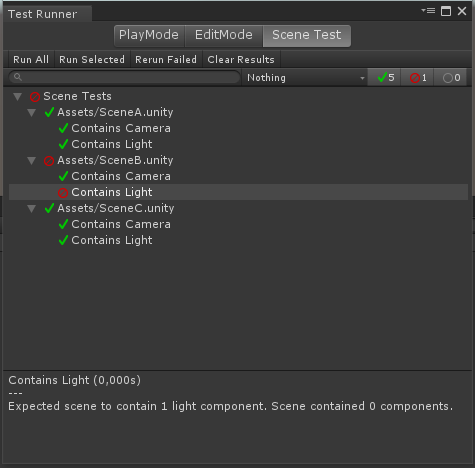 Test Runner
PlayMode EditMode Scene Test
Run All Run Selected Rerun Failed Clear Results
Nothing 5 1 0
Scene Tests
Assets/SceneA.unity
Contains Camera
Contains Light
Assets/SceneB.unity
Contains Camera
Contains Light
Assets/SceneC.unity
Contains Camera
Contains Light
Contains Light (0,000s)
---
Expected scene to contain 1 light component. Scene contained 0 components.